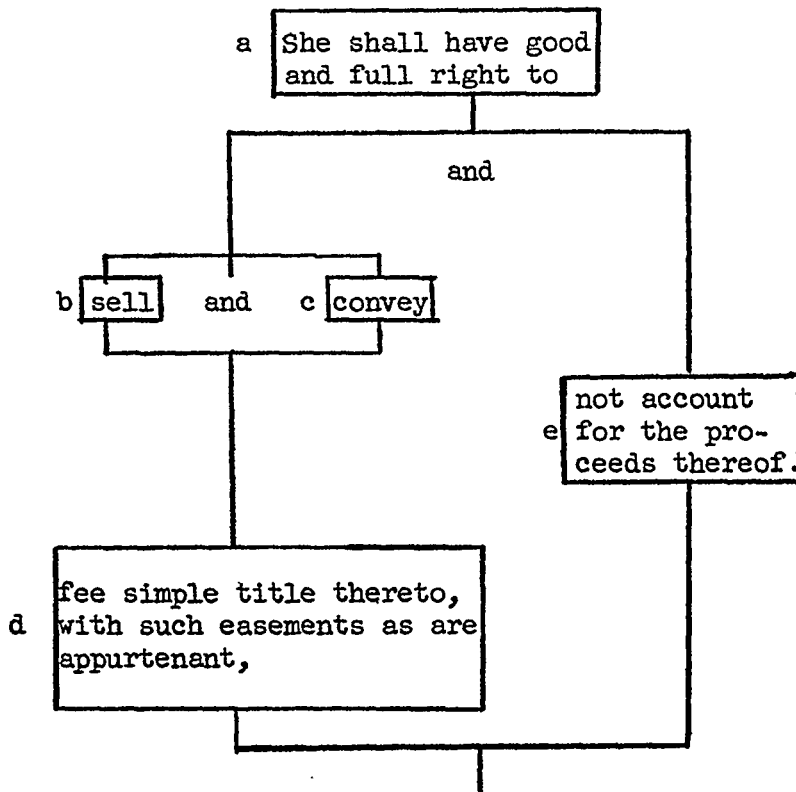 a She shall have good
and full right to
and
b sell and c convey
not account
e for the pro-
ceeds thereof.
fee simple title thereto,
d with such easements as are
appurtenant,